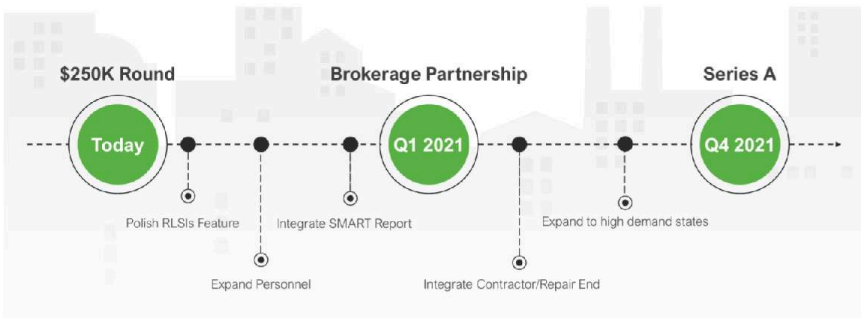 $250K Round
Brokerage Partnership
Series A
Today
Q1 2021
Q4 2021
Polish RLSIs Feature
Integrate SMART Report
Expand to high demand states
Expand Personnel
Integrate Contractor/Repair End